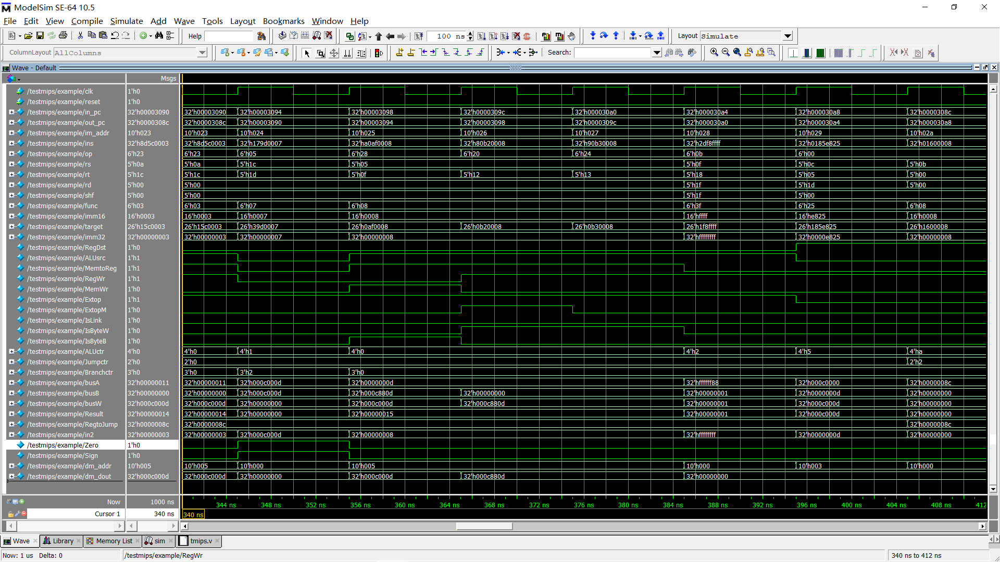 ModelSim SE-64 10.5
File Edit View Compile Simulate Add Wave Tools Layout Bookmarks Window Help
Help 100 ns Layout Simulate
ColumnLayout AllColumns Search:
Wave - Default
Msgs
/testmips/example/clk 1'h0
/testmips/example/reset 1'h0
/testmips/example/in_pc 32'h00003090 32'h00003090 32'h00003094 32'h00003098 32'h0000309c 32'h000030a0 32'h000030a4 32'h000030a8 32'h0000308c
/testmips/example/out_pc 32'h0000308c 32'h0000308c 32'h00003090 32'h00003094 32'h00003098 32'h0000309c 32'h000030a0 32'h000030a4 32'h000030a8
/testmips/example/im_addr 10'h023 10'h023 10'h024 10'h025 10'h026 10'h027 10'h028 10'h029 10'h02a
/testmips/example/ins 32'h8d5c0003 32'h8d5c0003 32'h179d0007 32'ha0af0008 32'h80b20008 32'h90b30008 32'h2df8ffff 32'h0185e825 32'h01600008
/testmips/example/op 6'h23 6'h23 6'h05 6'h28 6'h20 6'h24 6'h0b 6'h00
/testmips/example/rs 5'h0a 5'h0a 5'h1c 5'h05 5'h0f 5'h0c 5'h0b
/testmips/example/rt 5'h1c 5'h1c 5'h1d 5'h0f 5'h12 5'h13 5'h18 5'h05 5'h00
/testmips/example/rd 5'h00 5'h00 5'h1f 5'h1d 5'h00
/testmips/example/shf 5'h00 5'h00 5'h1f 5'h00
/testmips/example/func 6'h03 6'h03 6'h07 6'h08 6'h3f 6'h25 6'h08
/testmips/example/imm16 16'h0003 16'h0003 16'h0007 16'h0008 16'hffff 16'he825 16'h0008
/testmips/example/target 26'h15c0003 26'h15c0003 26'h39d0007 26'h0af0008 26'h0b20008 26'h0b30008 26'h1f8ffff 26'h185e825 26'h1600008
/testmips/example/imm32 32'h00000003 32'h00000003 32'h00000007 32'h00000008 32'hffffffff 32'h0000e825 32'h00000008
/testmips/example/RegDst 1'h0
/testmips/example/ALUsrc 1'h1
/testmips/example/MemtoReg 1'h1
/testmips/example/RegWr 1'h1
/testmips/example/MemWr 1'h0
/testmips/example/Extop 1'h1
/testmips/example/ExtopM 1'h0
/testmips/example/IsLink 1'h0
/testmips/example/IsByteW 1'h0
/testmips/example/IsByteB 1'h0
/testmips/example/ALUctr 4'h0 4'h0 4'h1 4'h0 4'h2 4'h5 4'ha
/testmips/example/Jumpctr 2'h0 2'h0 2'h2
/testmips/example/Branchctr 3'h0 3'h0 3'h2 3'h0
/testmips/example/busA 32'h00000011 32'h00000011 32'h000c000d 32'h0000000d 32'hffffff88 32'h000c0000 32'h0000008c
/testmips/example/busB 32'h00000000 32'h00000000 32'h000c000d 32'h000c880d 32'h00000000 32'h00000001 32'h0000000d 32'h00000000
/testmips/example/busW 32'h000c000d 32'h000c000d 32'h00000000 32'h000c000d 32'h000c880d 32'h00000001 32'h000c000d 32'h00000000
/testmips/example/Result 32'h00000014 32'h00000014 32'h00000000 32'h00000015 32'h00000001 32'h000c000d 32'h00000000
/testmips/example/RegtoJump 32'h0000008c 32'h0000008c 32'h0000008c
/testmips/example/in2 32'h00000003 32'h00000003 32'h000c000d 32'h00000008 32'hffffffff 32'h0000000d 32'h00000000
/testmips/example/Zero 1'h0
/testmips/example/Sign 1'h0
/testmips/example/dm_addr 10'h005 10'h005 10'h000 10'h005 10'h000 10'h003 10'h000
/testmips/example/dm_dout 32'h000c000d 32'h000c000d 32'h00000000 32'h000c000d 32'h000c880d 32'h00000000
Now 1000 ns 344 ns 348 ns 352 ns 356 ns 360 ns 364 ns 368 ns 372 ns 376 ns 380 ns 384 ns 388 ns 392 ns 396 ns 400 ns 404 ns 408 ns 412
Cursor 1 340 ns 340 ns
Wave Library Memory List sim tmips.v
Now: 1 us Delta: 0 /testmips/example/RegWr 340 ns to 412 ns